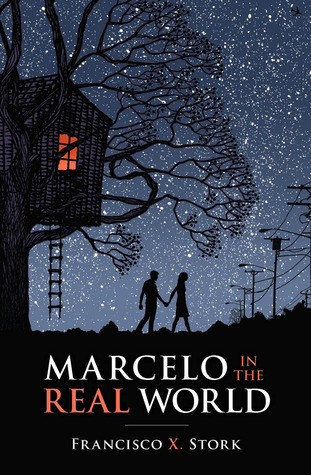 MARCELO IN THE
REAL WORLD
FRANCISCO X. STORK